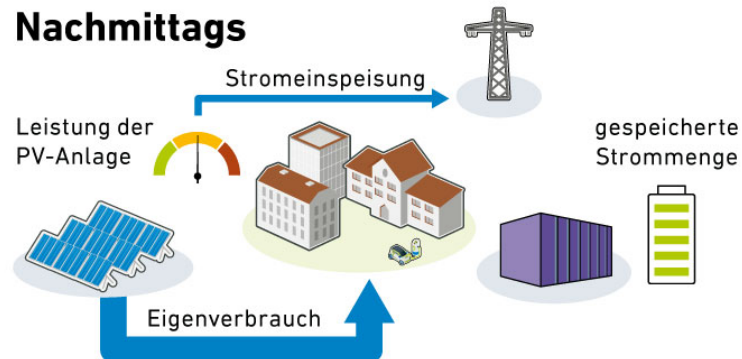 Nachmittags
Stromeinspeisung
Leistung der
PV-Anlage
gespeicherte
Strommenge
Eigenverbrauch